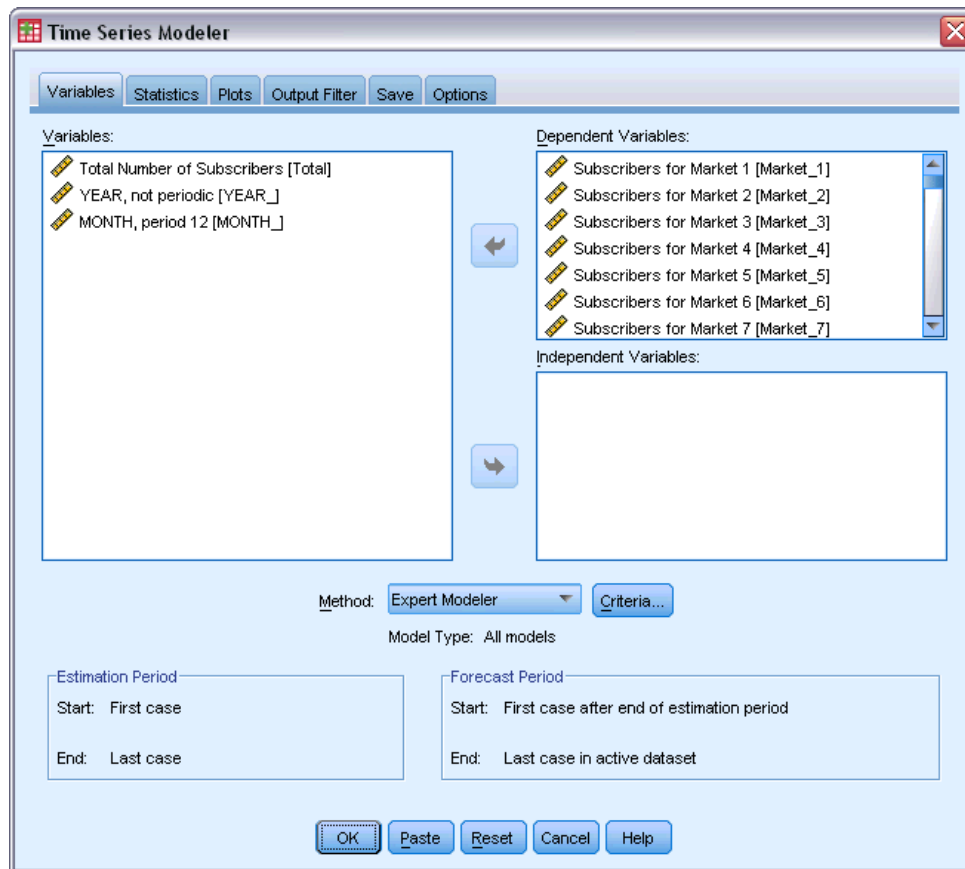 Time Series Modeler
Variables Statistics Plots Output Filter Save Options
Variables:
Total Number of Subscribers [Total]
YEAR, not periodic [YEAR_]
MONTH, period 12 [MONTH_]
Dependent Variables:
Subscribers for Market 1 [Market_1]
Subscribers for Market 2 [Market_2]
Subscribers for Market 3 [Market_3]
Subscribers for Market 4 [Market_4]
Subscribers for Market 5 [Market_5]
Subscribers for Market 6 [Market_6]
Subscribers for Market 7 [Market_7]
Independent Variables:
Method: Expert Modeler Criteria...
Model Type: All models
Estimation Period
Start: First case
End: Last case
Forecast Period
Start: First case after end of estimation period
End: Last case in active dataset
OK Paste Reset Cancel Help